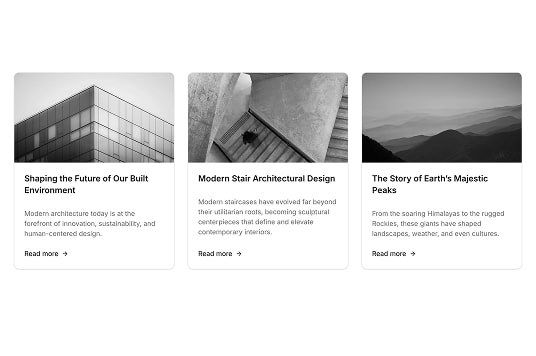 Shaping the Future of Our Built
Environment
Modern architecture today is at the
forefront of innovation, sustainability, and
human-centered design.
Read more →
Modern Stair Architectural Design
Modern staircases have evolved far beyond
their utilitarian roots, becoming sculptural
centerpieces that define and elevate
contemporary interiors.
Read more →
The Story of Earth's Majestic
Peaks
From the soaring Himalayas to the rugged
Rockies, these giants have shaped
landscapes, weather, and even cultures.
Read more →